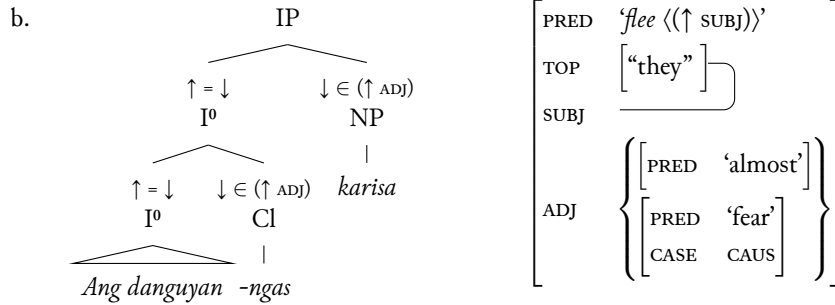 b.
IP
↑ = ↓ ↓ ∈ (↑ ADJ)
I⁰ NP
↑ = ↓ ↓ ∈ (↑ ADJ) karisa
I⁰ Cl
Ang danguyan -ngas
PRED ‘flee ⟨(↑ SUBJ)⟩’
TOP [“they”]
SUBJ
ADJ
[PRED ‘almost’]
PRED ‘fear’
CASE CAUS